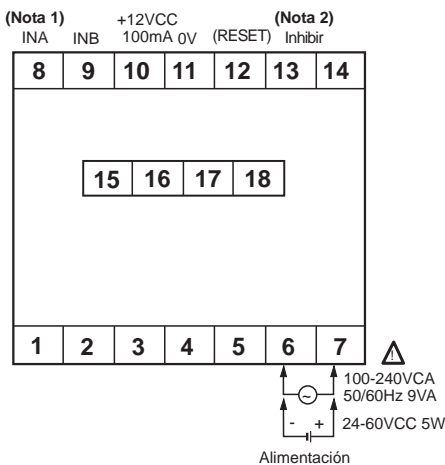 (Nota 1) +12VCC (Nota 2)
INA INB 100mA 0V (RESET) Inhibir
8 9 10 11 12 13 14
15 16 17 18
1 2 3 4 5 6 7
100-240VCA
50/60Hz 9VA
- + 24-60VCC 5W
Alimentación